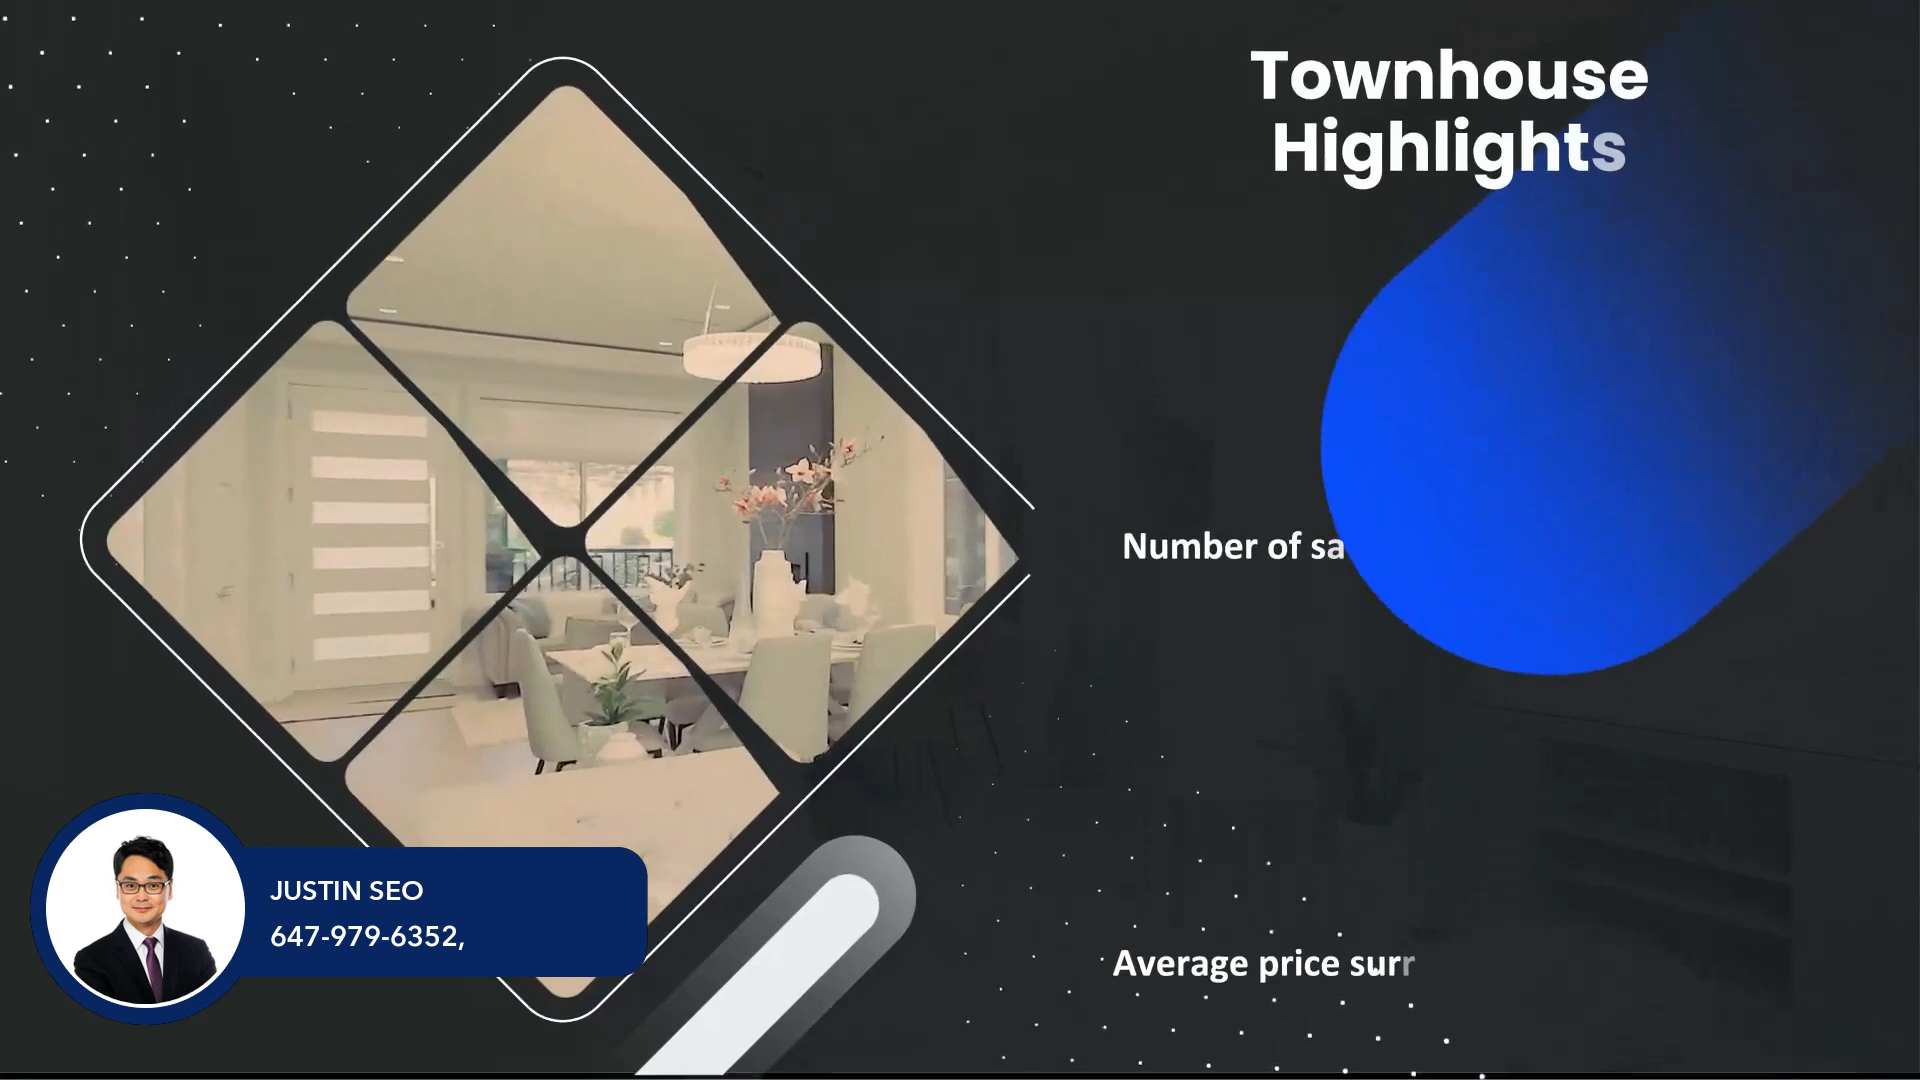 Townhouse
Highlights
Number of sa
Average price surr
JUSTIN SEO
647-979-6352,